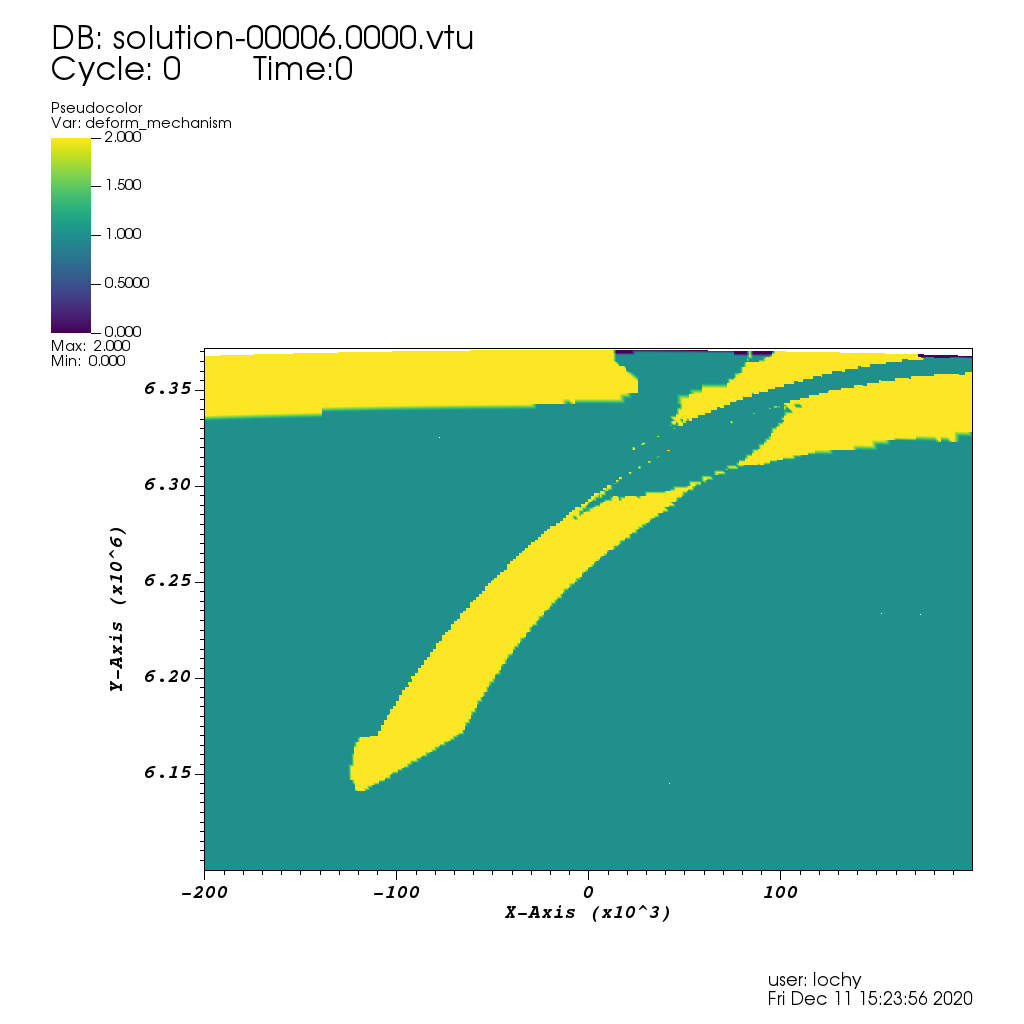 DB: solution-00006.0000.vtu
Cycle: 0 Time:0
Pseudocolor
Var: deform_mechanism
2.000
1.500
1.000
0.5000
0.000
Max: 2.000
Min: 0.000
6.35
6.30
6.25
6.20
6.15
Y-Axis (x10^6)
-200 -100 0 100
X-Axis (x10^3)
user: lochy
Fri Dec 11 15:23:56 2020